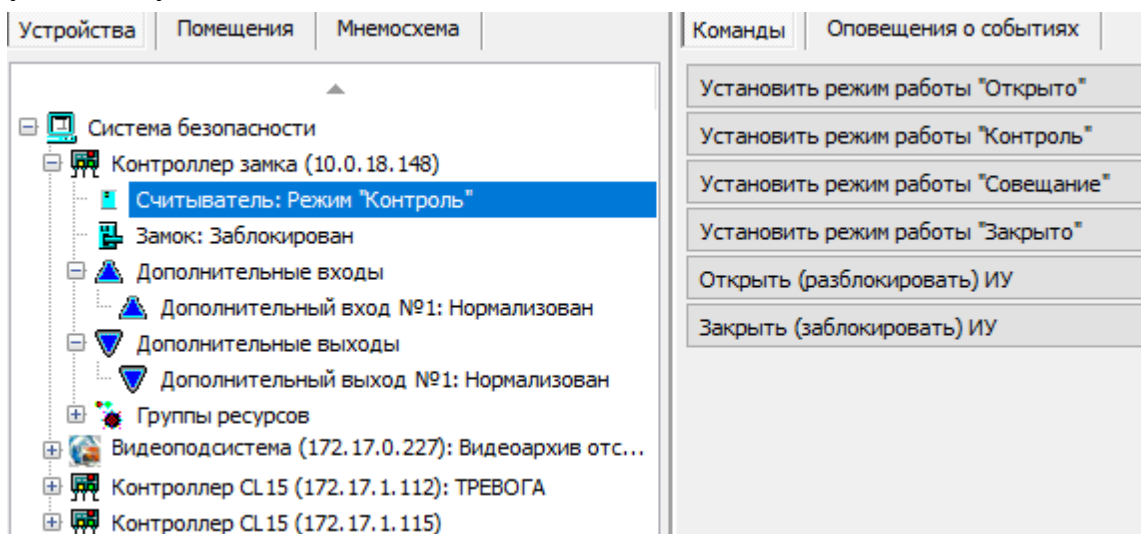 Устройства
Помещения
Мнемосхема
Система безопасности
Контроллер замка (10.0.18.148)
Считыватель: Режим "Контроль"
Замок: Заблокирован
Дополнительные входы
Дополнительный вход №1: Нормализован
Дополнительные выходы
Дополнительный выход №1: Нормализован
Группы ресурсов
Видеоподсистема (172.17.0.227): Видеоархив отс...
Контроллер CL15 (172.17.1.112): ТРЕВОГА
Контроллер CL15 (172.17.1.115)
Команды
Оповещения о событиях
Установить режим работы "Открыто"
Установить режим работы "Контроль"
Установить режим работы "Совещание"
Установить режим работы "Закрыто"
Открыть (разблокировать) ИУ
Закрыть (заблокировать) ИУ